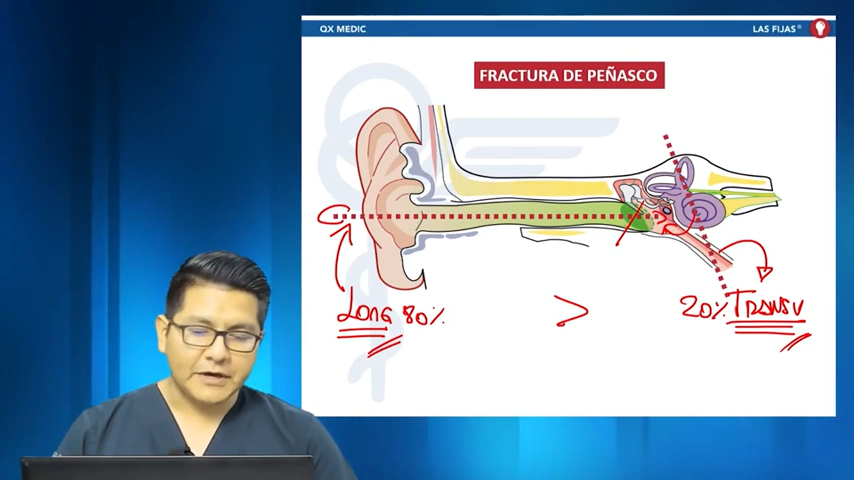 QX MEDIC
LAS FIJAS®
FRACTURA DE PEÑASCO
LONG 80%
>
20% TRANSV